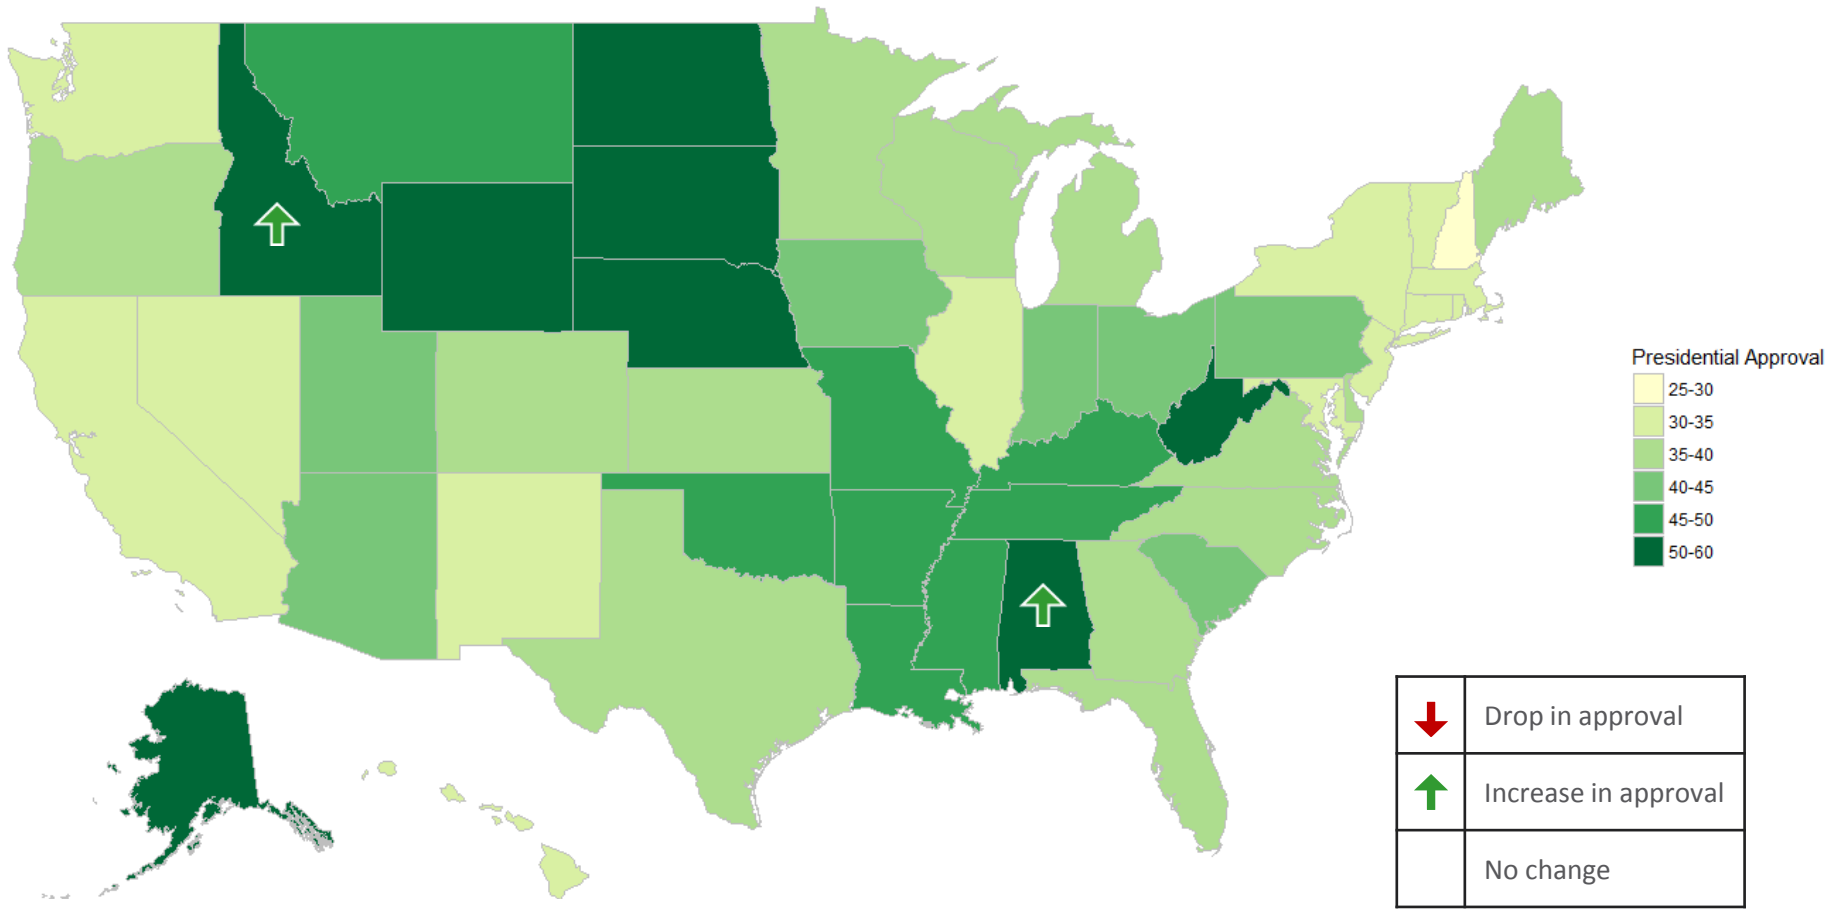 Presidential Approval
25-30
30-35
35-40
40-45
45-50
50-60
Drop in approval
Increase in approval
No change